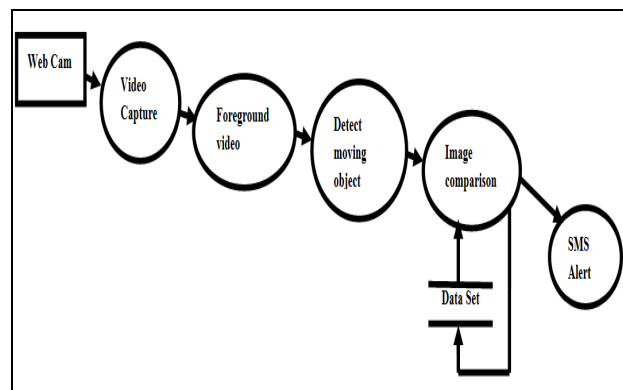 Web Cam
Video
Capture
Foreground
video
Detect
moving
object
Image
comparison
SMS
Alert
Data Set